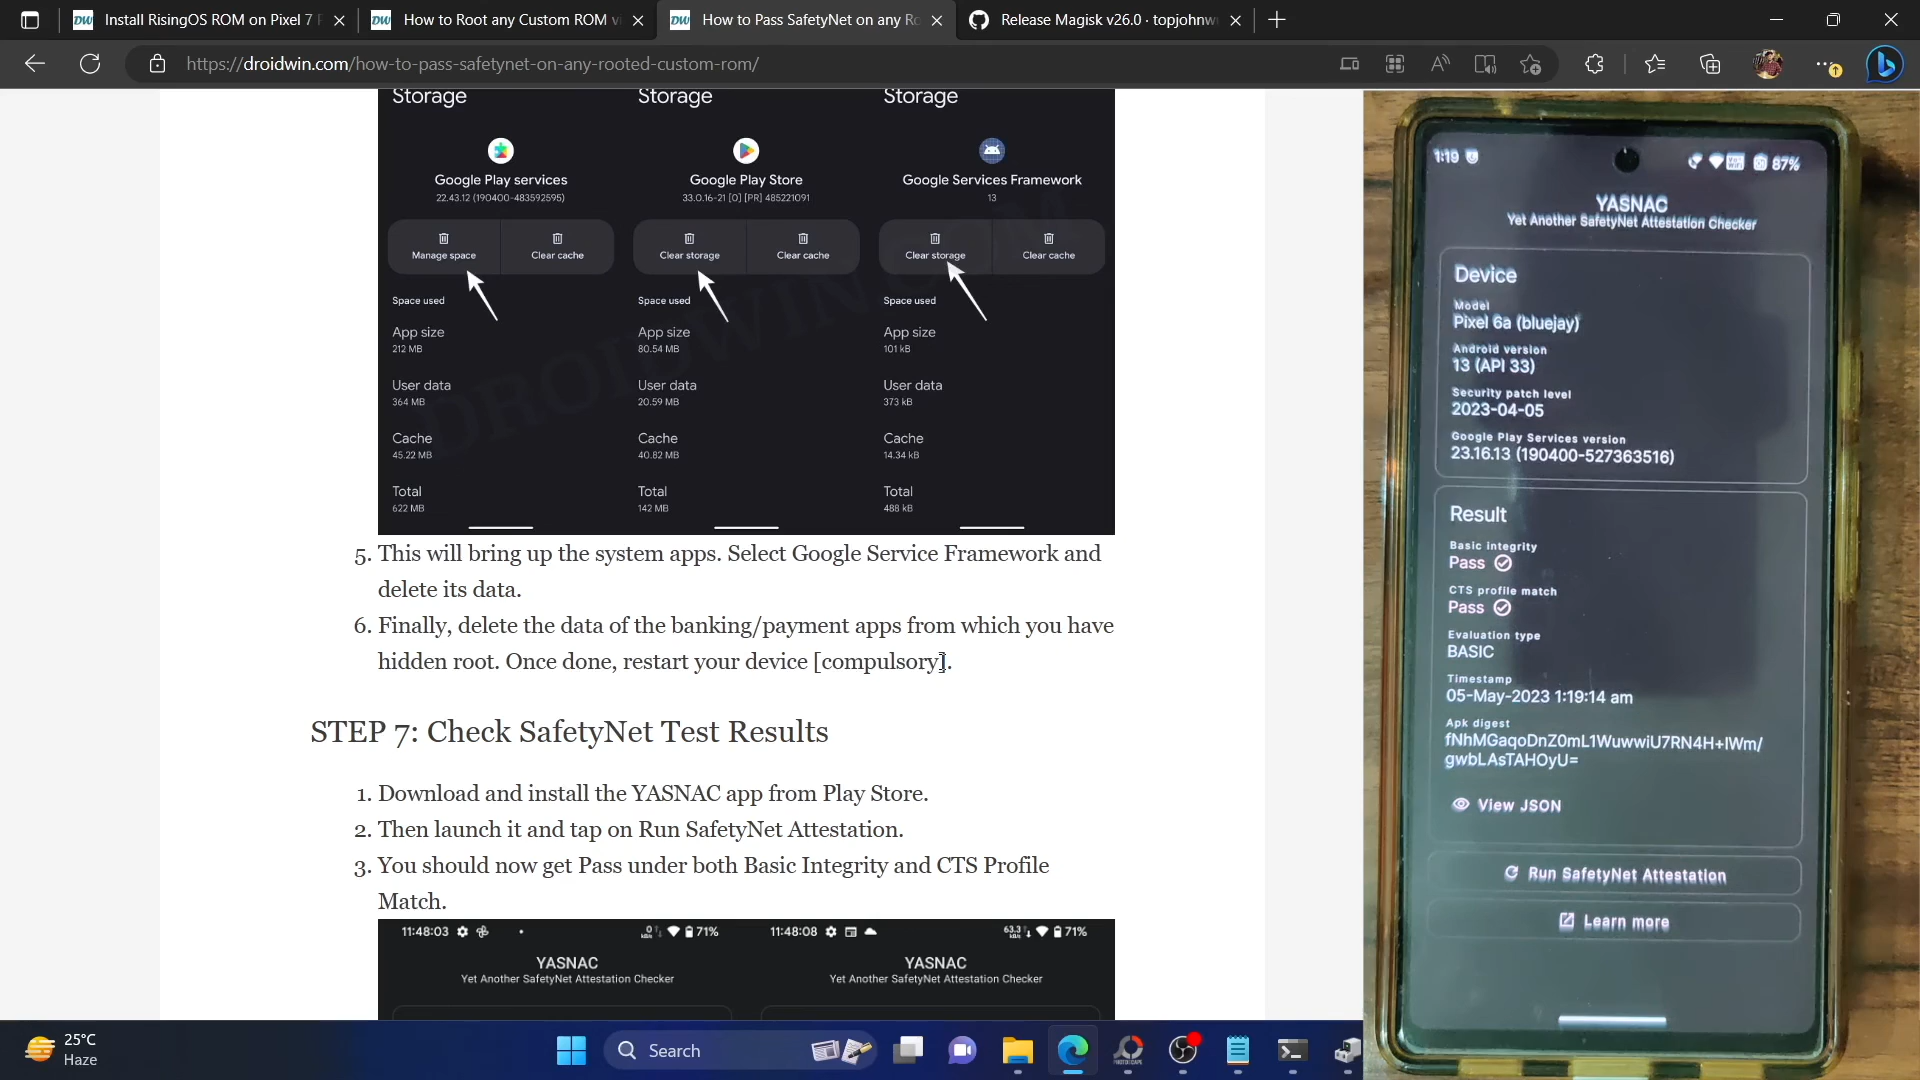 Install RisingOS ROM on Pixel 7 P
How to Root any Custom ROM vi
How to Pass SafetyNet on any Ro
Release Magisk v26.0 · topjohnwu
https://droidwin.com/how-to-pass-safetynet-on-any-rooted-custom-rom/
Storage
Storage
Storage
Google Play services
Google Play Store
Google Services Framework
22.43.12 (190400-483592595)
33.0.16-21 [0] [PR] 485221091
13
Manage space
Clear cache
Clear storage
Clear cache
Clear storage
Clear cache
Space used
Space used
Space used
App size
App size
App size
212 MB
80.54 MB
101 kB
User data
User data
User data
364 MB
20.59 MB
373 kB
Cache
Cache
Cache
45.22 MB
40.82 MB
14.34 kB
Total
Total
Total
622 MB
142 MB
488 kB
DROIDWIN.COM
5. This will bring up the system apps. Select Google Service Framework and
delete its data.
6. Finally, delete the data of the banking/payment apps from which you have
hidden root. Once done, restart your device [compulsory].
STEP 7: Check SafetyNet Test Results
1. Download and install the YASNAC app from Play Store.
2. Then launch it and tap on Run SafetyNet Attestation.
3. You should now get Pass under both Basic Integrity and CTS Profile
Match.
11:48:03
71%
11:48:08
63.3
71%
YASNAC
YASNAC
Yet Another SafetyNet Attestation Checker
Yet Another SafetyNet Attestation Checker
1:19
87%
YASNAC
Yet Another SafetyNet Attestation Checker
Device
Model
Pixel 6a (bluejay)
Android version
13 (API 33)
Security patch level
2023-04-05
Google Play Services version
23.16.13 (190400-527363516)
Result
Basic integrity
Pass
CTS profile match
Pass
Evaluation type
BASIC
Timestamp
05-May-2023 1:19:14 am
Apk digest
fNhMGaqoDnZ0mL1WuwwiU7RN4H+IWm/
gwbLAsTAHOyU=
View JSON
Run SafetyNet Attestation
Learn more
25°C
Haze
Search